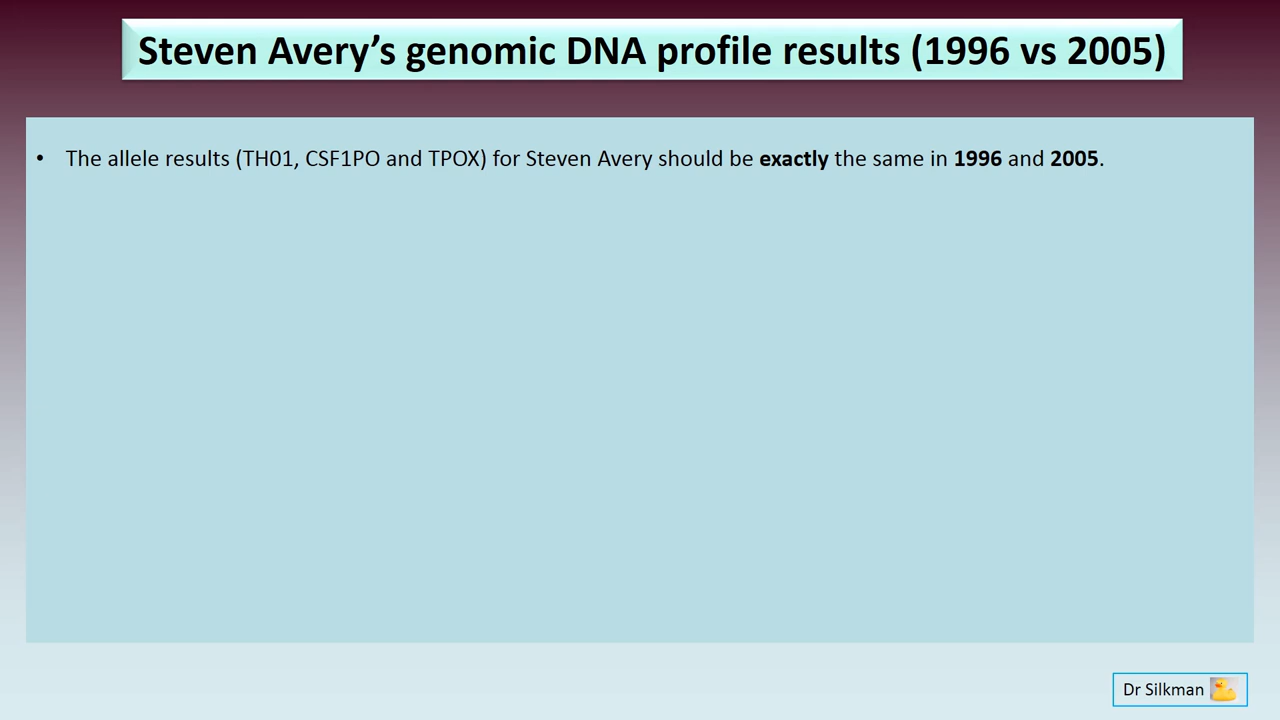 Steven Avery’s genomic DNA profile results (1996 vs 2005)
• The allele results (TH01, CSF1PO and TPOX) for Steven Avery should be exactly the same in 1996 and 2005.
Dr Silkman